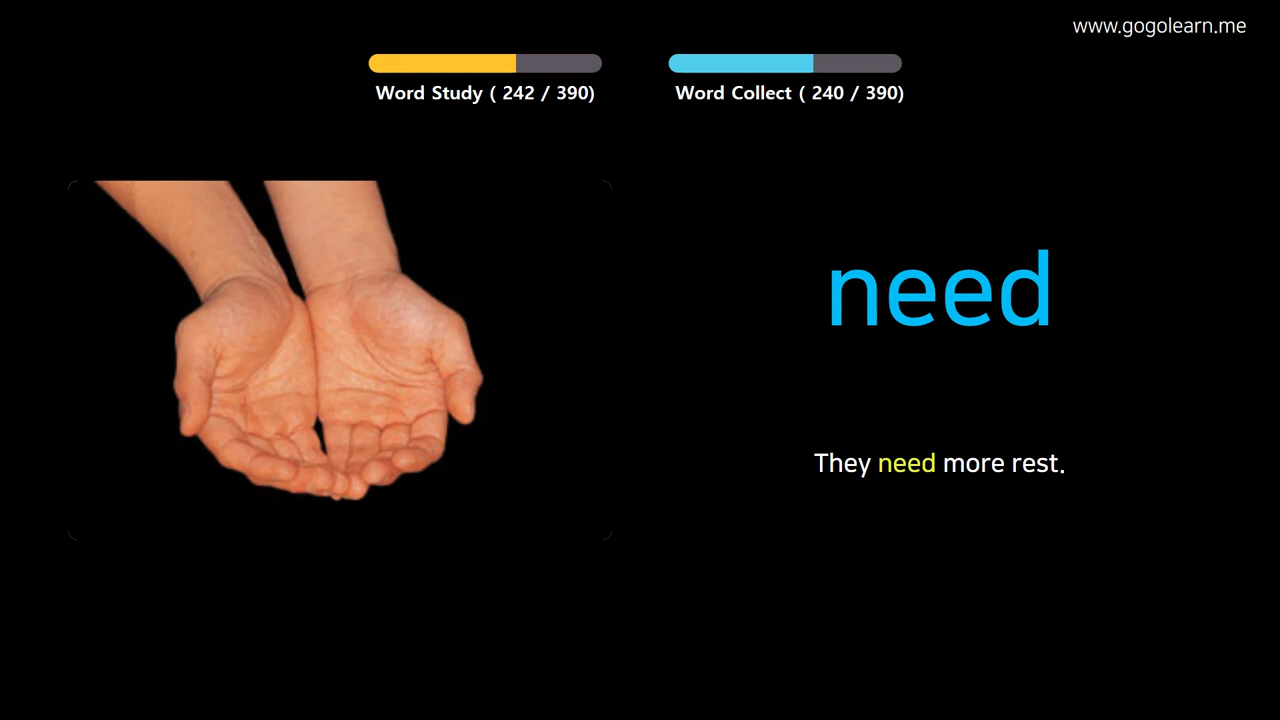 www.gogolearn.me
Word Study ( 242 / 390)
Word Collect ( 240 / 390)
need
They need more rest.